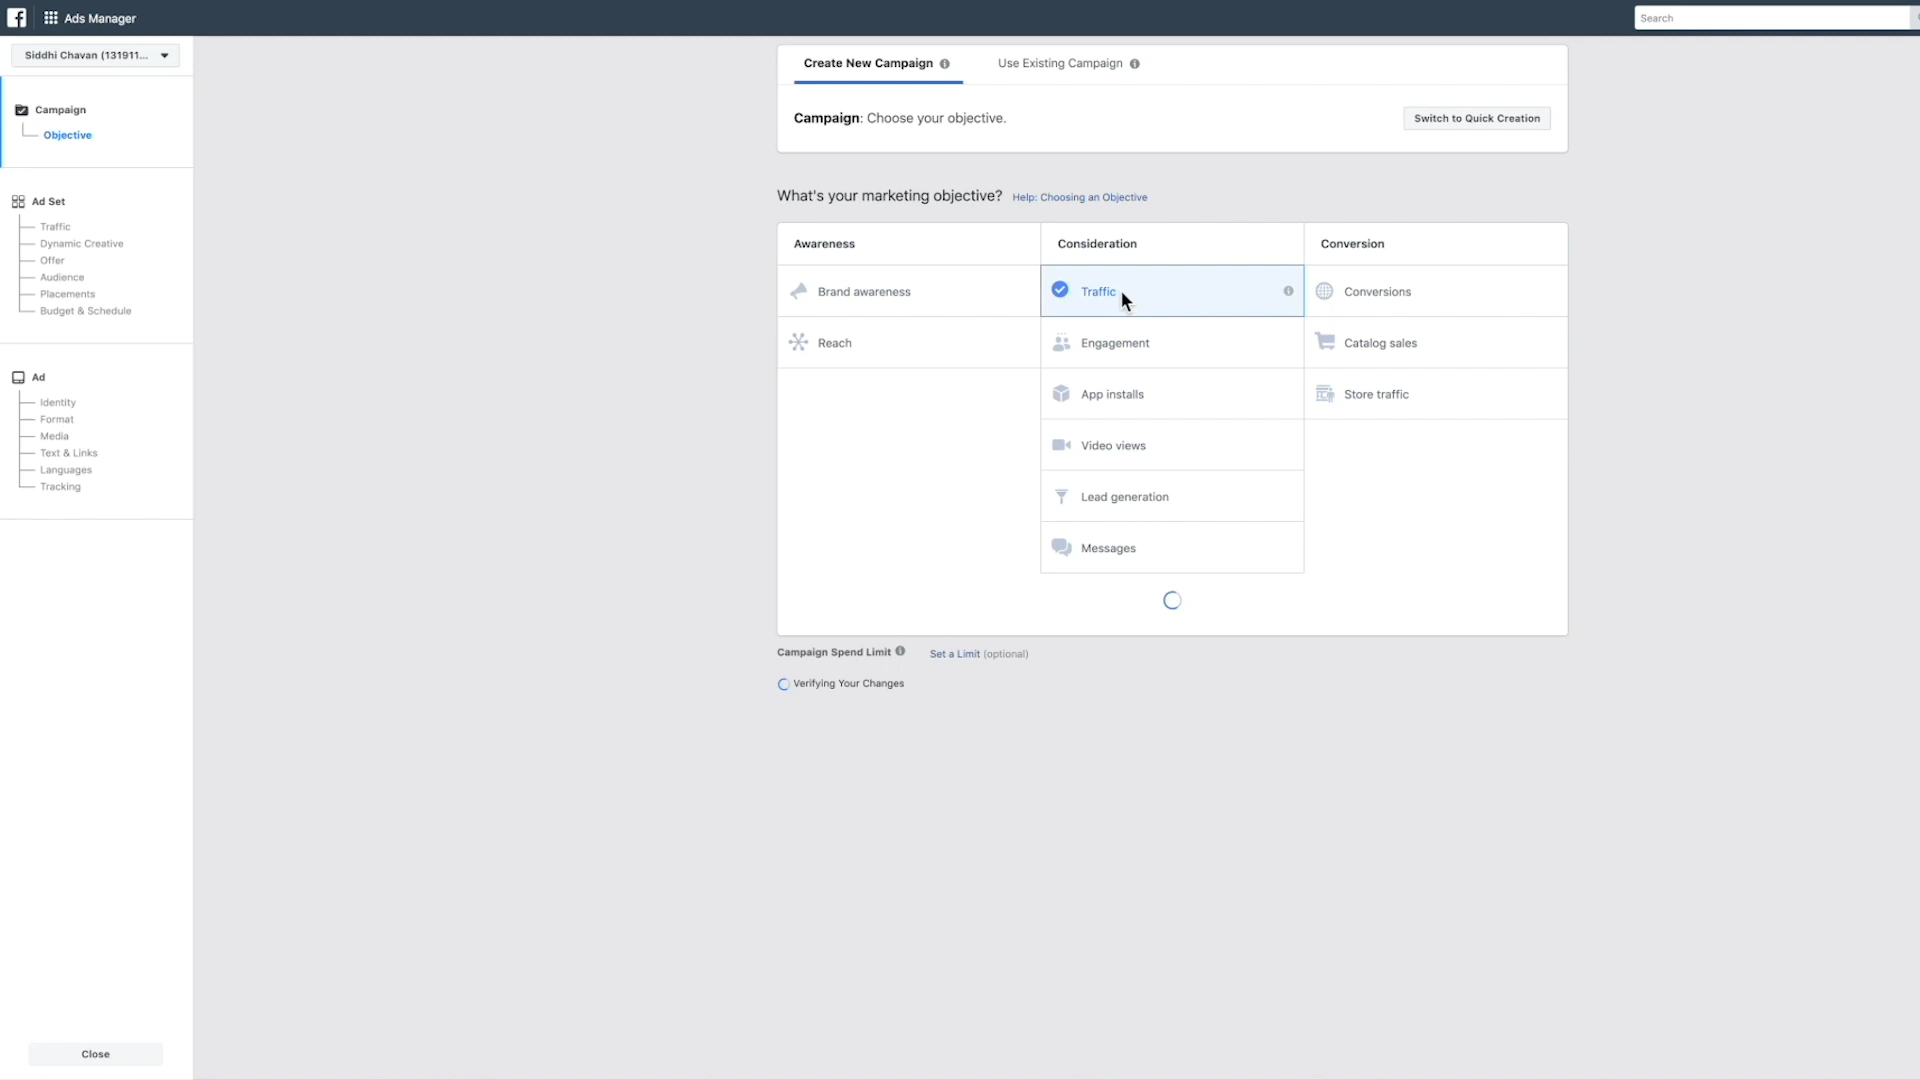 Ads Manager
Search
Siddhi Chavan (131911...
Campaign
Objective
Ad Set
Traffic
Dynamic Creative
Offer
Audience
Placements
Budget & Schedule
Ad
Identity
Format
Media
Text & Links
Languages
Tracking
Close
Create New Campaign
Use Existing Campaign
Campaign: Choose your objective.
Switch to Quick Creation
What's your marketing objective? Help: Choosing an Objective
Awareness
Consideration
Conversion
Brand awareness
Traffic
Conversions
Reach
Engagement
Catalog sales
App installs
Store traffic
Video views
Lead generation
Messages
Campaign Spend Limit
Set a Limit (optional)
Verifying Your Changes